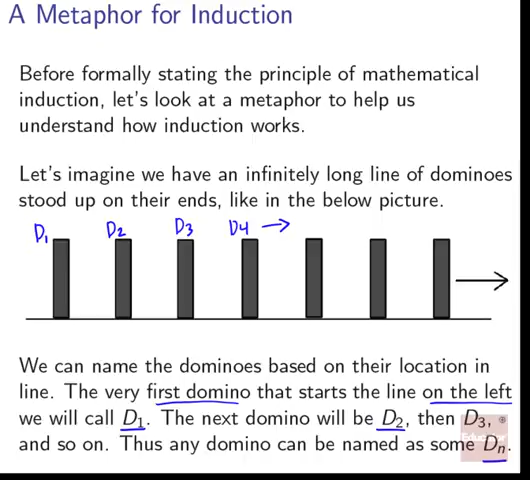 A Metaphor for Induction
Before formally stating the principle of mathematical
induction, let's look at a metaphor to help us
understand how induction works.
Let's imagine we have an infinitely long line of dominoes
stood up on their ends, like in the below picture.
D₁ D₂ D₃ D4 →
We can name the dominoes based on their location in
line. The very first domino that starts the line on the left
we will call D₁. The next domino will be D₂, then D₃,
and so on. Thus any domino can be named as some Dₙ.